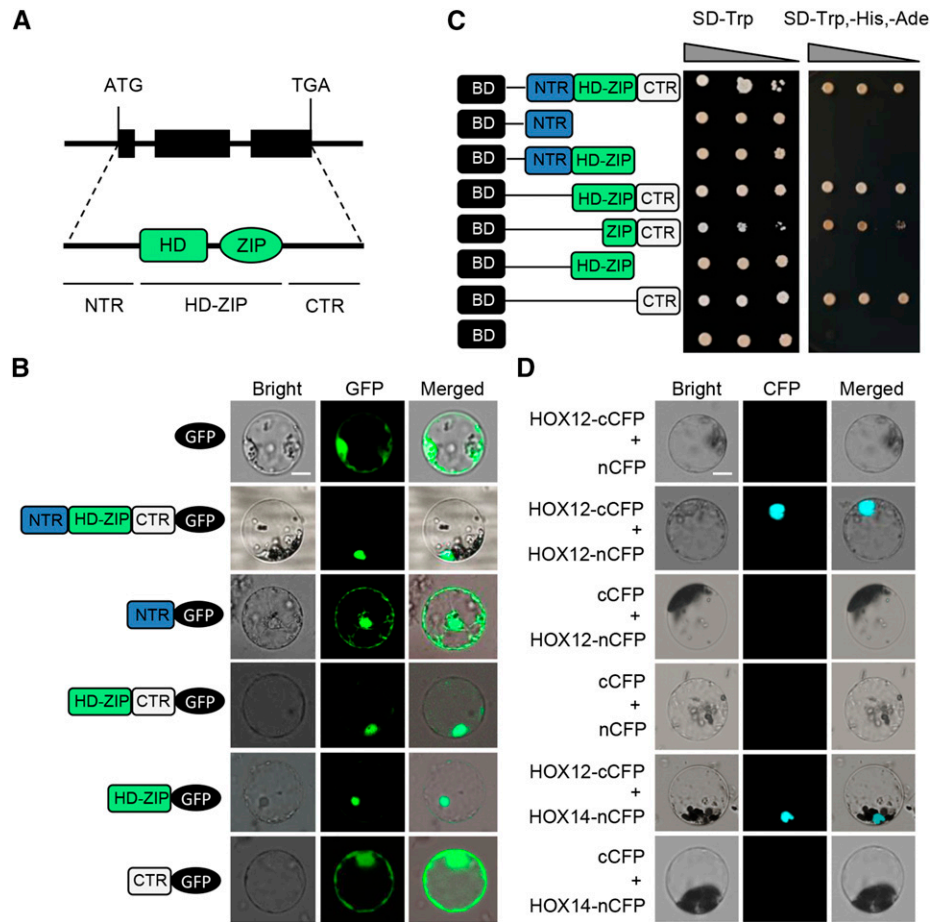 A
ATG TGA
HD ZIP
NTR HD-ZIP CTR
C
SD-Trp SD-Trp,-His,-Ade
BD NTR HD-ZIP CTR
BD NTR
BD NTR HD-ZIP
BD HD-ZIP CTR
BD ZIP CTR
BD HD-ZIP
BD CTR
BD
B
Bright GFP Merged
GFP
NTR HD-ZIP CTR GFP
NTR GFP
HD-ZIP CTR GFP
HD-ZIP GFP
CTR GFP
D
Bright CFP Merged
HOX12-cCFP
+
nCFP
HOX12-cCFP
+
HOX12-nCFP
cCFP
+
HOX12-nCFP
cCFP
+
nCFP
HOX12-cCFP
+
HOX14-nCFP
cCFP
+
HOX14-nCFP